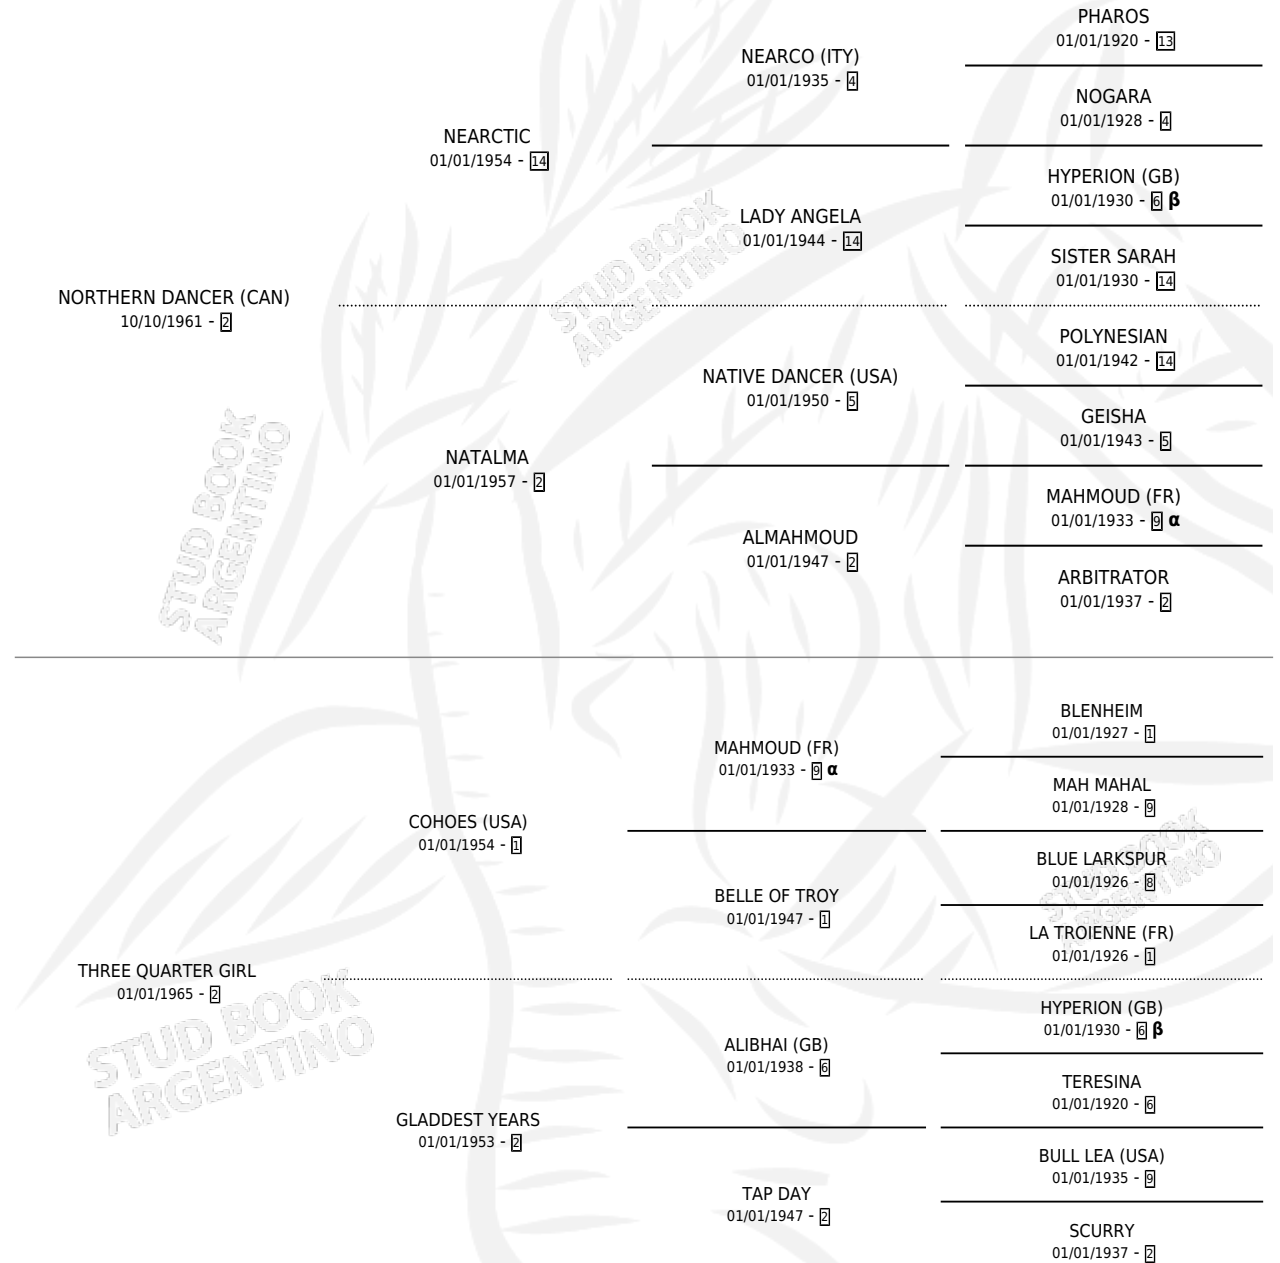 PHAROS
01/01/1920 - 13
NEARCO (ITY)
01/01/1935 - 4
NOGARA
01/01/1928 - 4
NEARCTIC
01/01/1954 - 14
HYPERION (GB)
01/01/1930 - 6 β
LADY ANGELA
01/01/1944 - 14
SISTER SARAH
01/01/1930 - 14
NORTHERN DANCER (CAN)
10/10/1961 - 2
POLYNESIAN
01/01/1942 - 14
NATIVE DANCER (USA)
01/01/1950 - 5
GEISHA
01/01/1943 - 5
NATALMA
01/01/1957 - 2
MAHMOUD (FR)
01/01/1933 - 9 α
ALMAHMOUD
01/01/1947 - 2
ARBITRATOR
01/01/1937 - 2
BLENHEIM
01/01/1927 - 1
MAHMOUD (FR)
01/01/1933 - 9 α
MAH MAHAL
01/01/1928 - 9
COHOES (USA)
01/01/1954 - 1
BLUE LARKSPUR
01/01/1926 - 8
BELLE OF TROY
01/01/1947 - 1
LA TROIENNE (FR)
01/01/1926 - 1
THREE QUARTER GIRL
01/01/1965 - 2
HYPERION (GB)
01/01/1930 - 6 β
ALIBHAI (GB)
01/01/1938 - 6
TERESINA
01/01/1920 - 6
GLADDEST YEARS
01/01/1953 - 2
BULL LEA (USA)
01/01/1935 - 9
TAP DAY
01/01/1947 - 2
SCURRY
01/01/1937 - 2
STUD BOOK
ARGENTINO
STUD BOOK
ARGENTINO
STUD BOOK
ARGENTINO
STUD BOOK
ARGENTINO